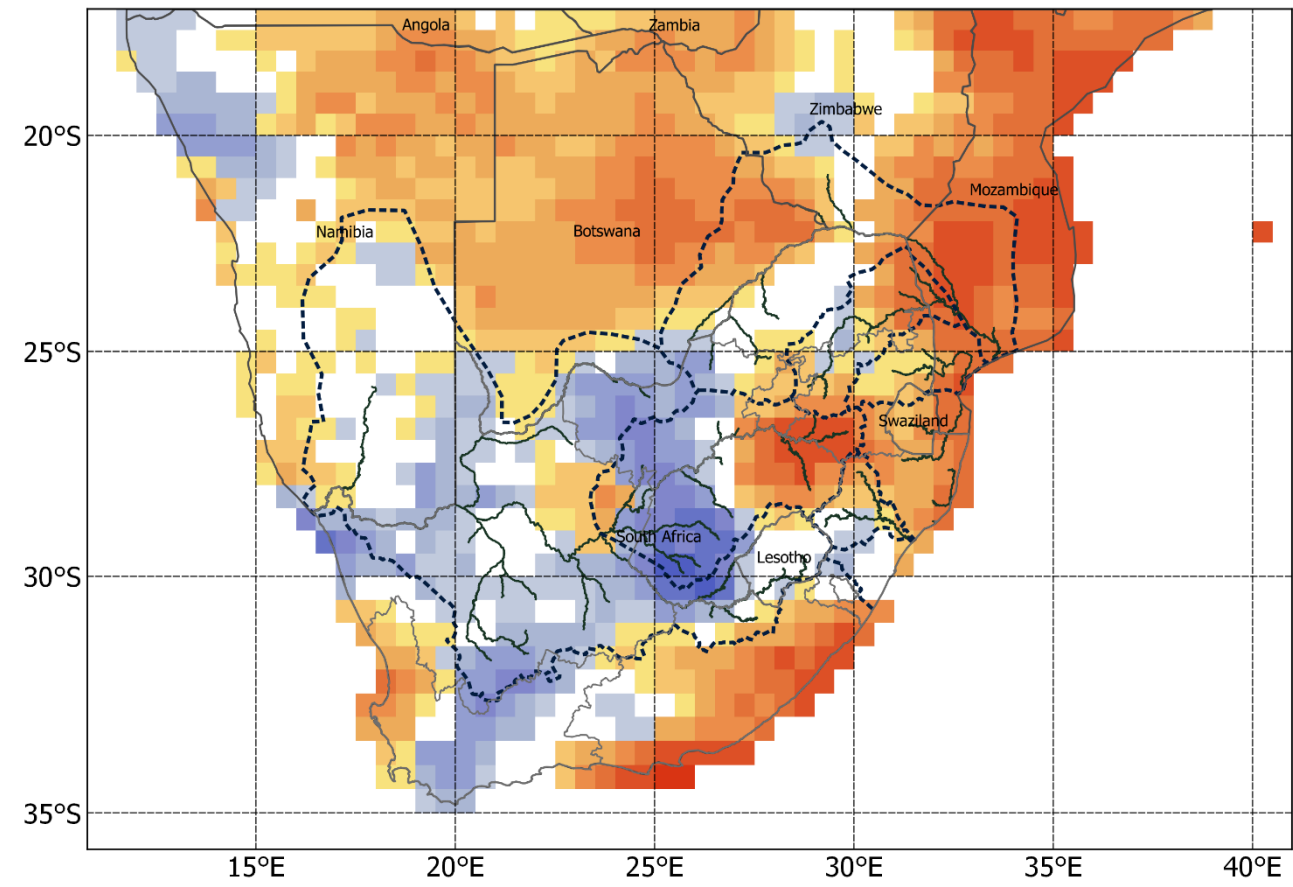 Angola
Zambia
Zimbabwe
20°S
Mozambique
Namibia
Botswana
25°S
Swaziland
South Africa
Lesotho
30°S
35°S
15°E
20°E
25°E
30°E
35°E
40°E